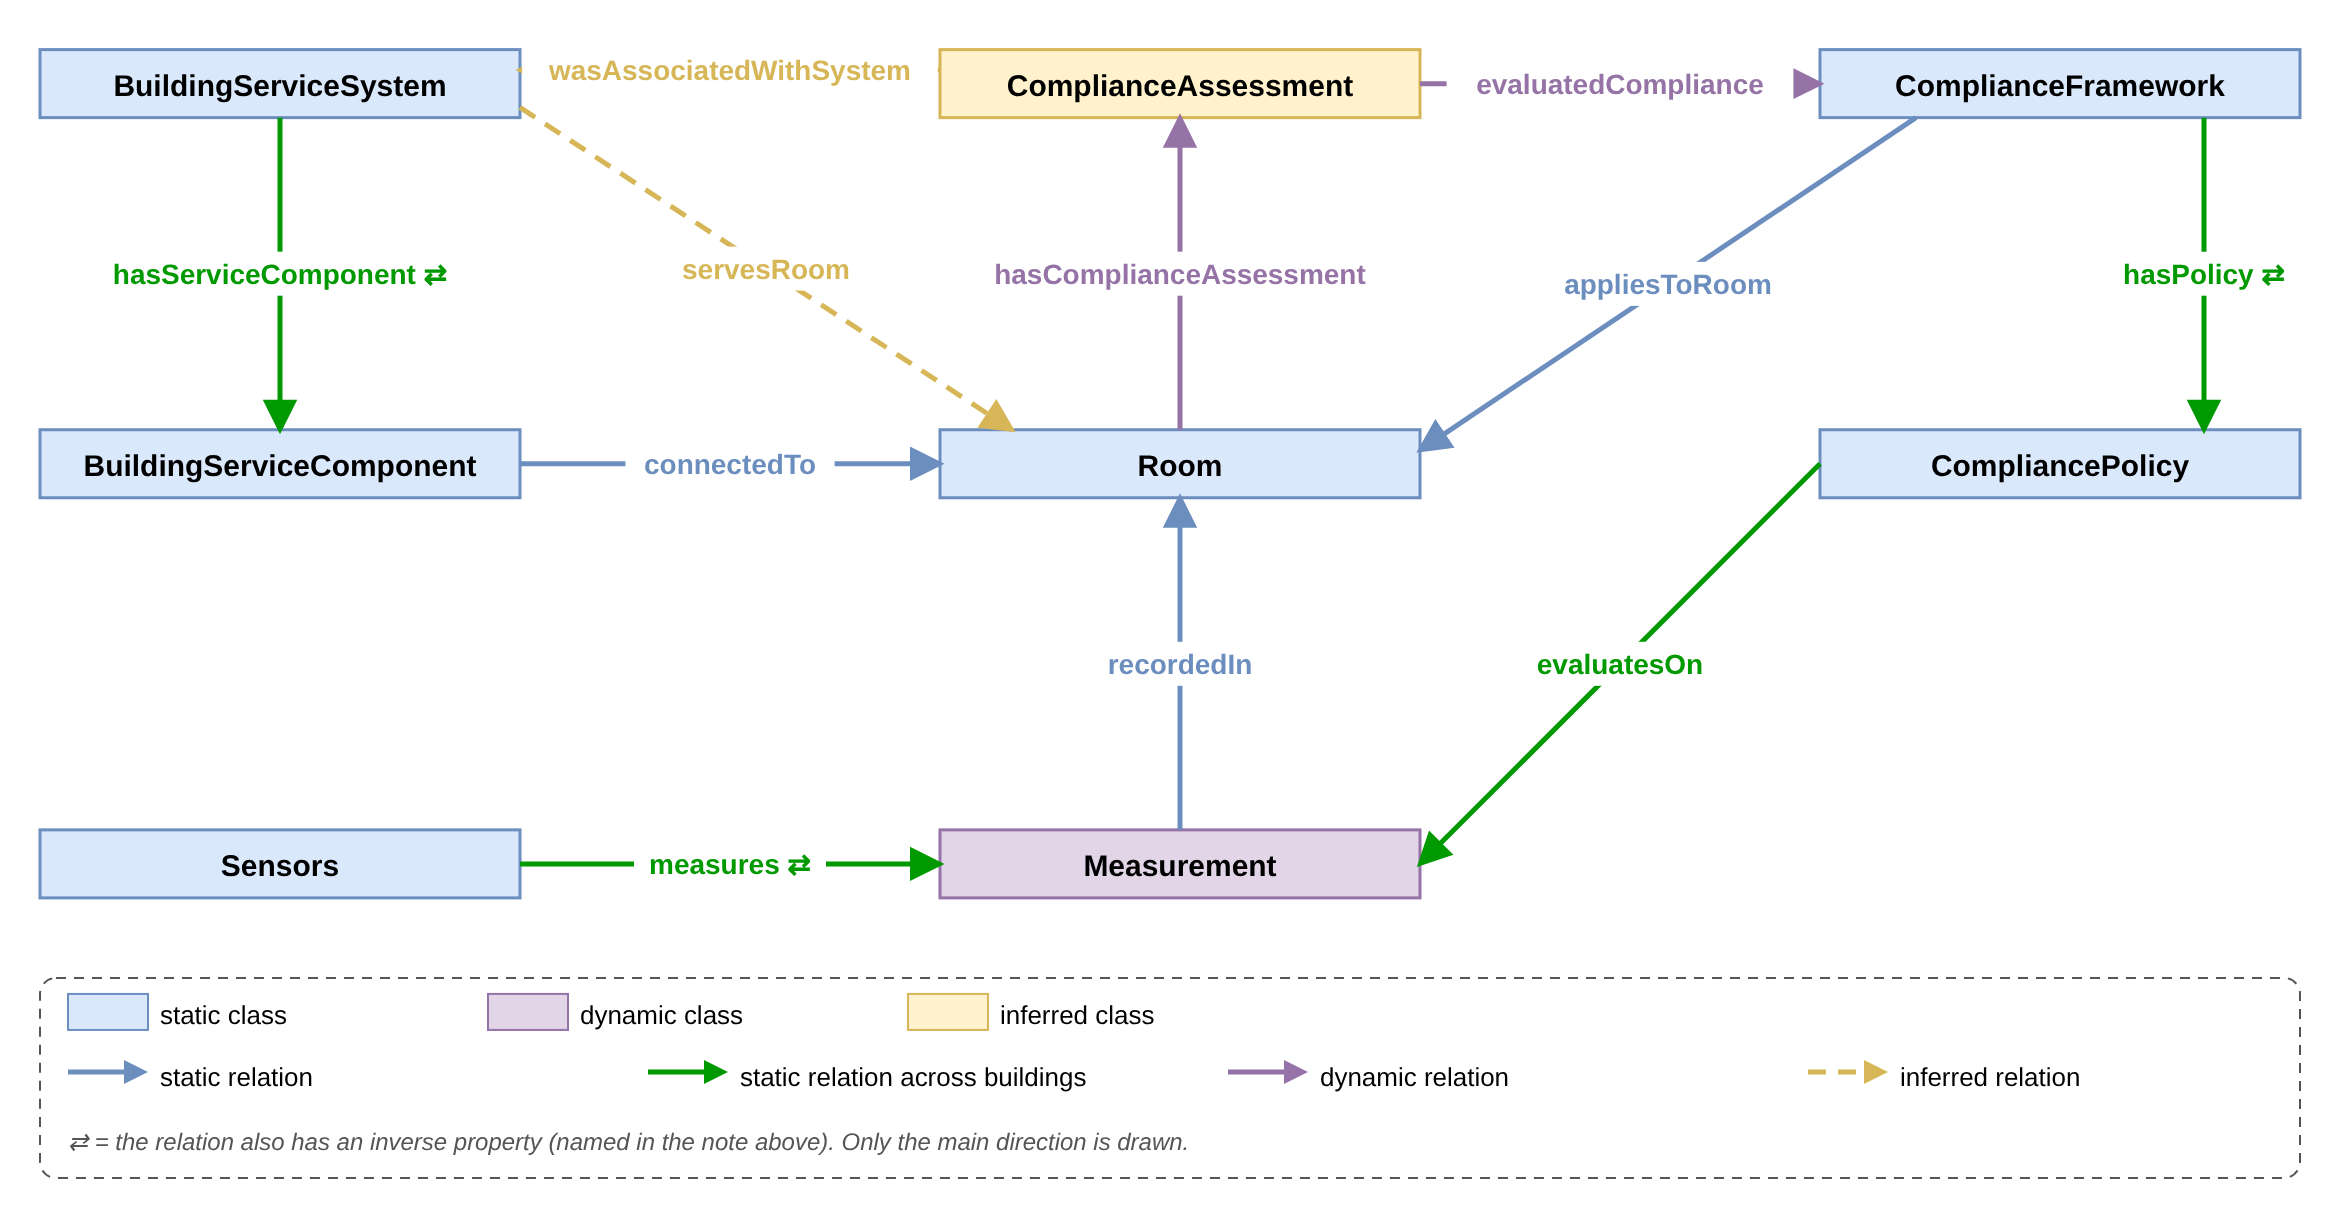 BuildingServiceSystem
wasAssociatedWithSystem
ComplianceAssessment
evaluatedCompliance
ComplianceFramework
hasServiceComponent ⇄
servesRoom
hasComplianceAssessment
appliesToRoom
hasPolicy ⇄
BuildingServiceComponent
connectedTo
Room
CompliancePolicy
recordedIn
evaluatesOn
Sensors
measures ⇄
Measurement
static class
dynamic class
inferred class
static relation
static relation across buildings
dynamic relation
inferred relation
⇄ = the relation also has an inverse property (named in the note above). Only the main direction is drawn.